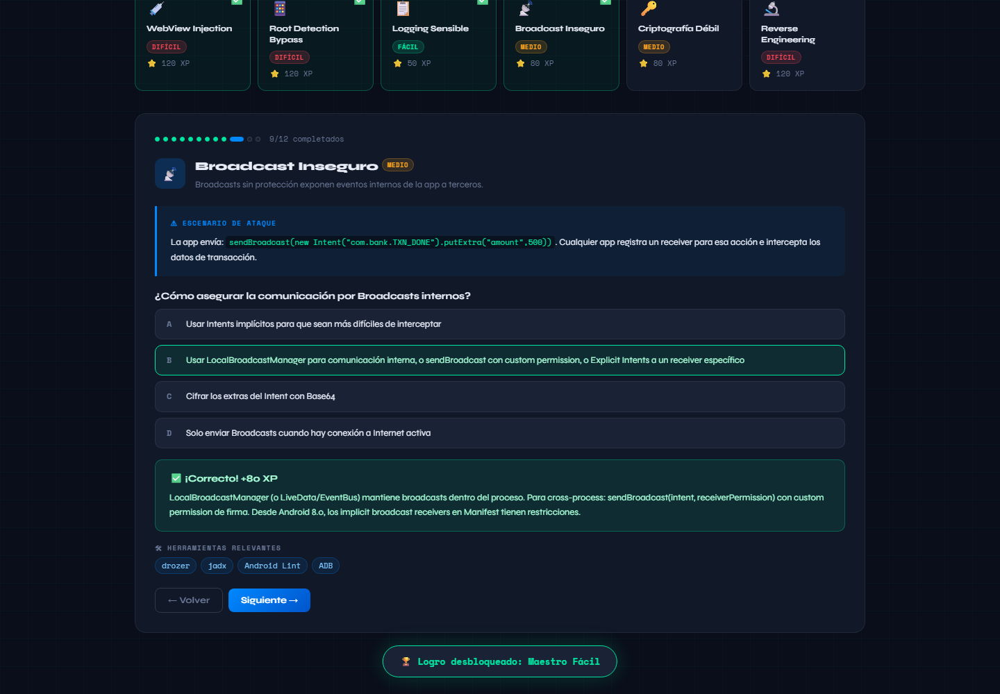 WebView Injection
DIFÍCIL
120 XP
Root Detection
Bypass
DIFÍCIL
120 XP
Logging Sensible
FÁCIL
50 XP
Broadcast Inseguro
MEDIO
80 XP
Criptografía Débil
MEDIO
80 XP
Reverse
Engineering
DIFÍCIL
120 XP
9/12 completados
Broadcast Inseguro MEDIO
Broadcasts sin protección exponen eventos internos de la app a terceros.
⚠ ESCENARIO DE ATAQUE
La app envía: sendBroadcast(new Intent("com.bank.TXN_DONE").putExtra("amount",500)) . Cualquier app registra un receiver para esa acción e intercepta los
datos de transacción.
¿Cómo asegurar la comunicación por Broadcasts internos?
A Usar Intents implícitos para que sean más difíciles de interceptar
B Usar LocalBroadcastManager para comunicación interna, o sendBroadcast con custom permission, o Explicit Intents a un receiver específico
C Cifrar los extras del Intent con Base64
D Solo enviar Broadcasts cuando hay conexión a Internet activa
✅ ¡Correcto! +80 XP
LocalBroadcastManager (o LiveData/EventBus) mantiene broadcasts dentro del proceso. Para cross-process: sendBroadcast(intent, receiverPermission) con custom
permission de firma. Desde Android 8.0, los implicit broadcast receivers en Manifest tienen restricciones.
🛠 HERRAMIENTAS RELEVANTES
drozer jadx Android Lint ADB
← Volver Siguiente →
🏆 Logro desbloqueado: Maestro Fácil